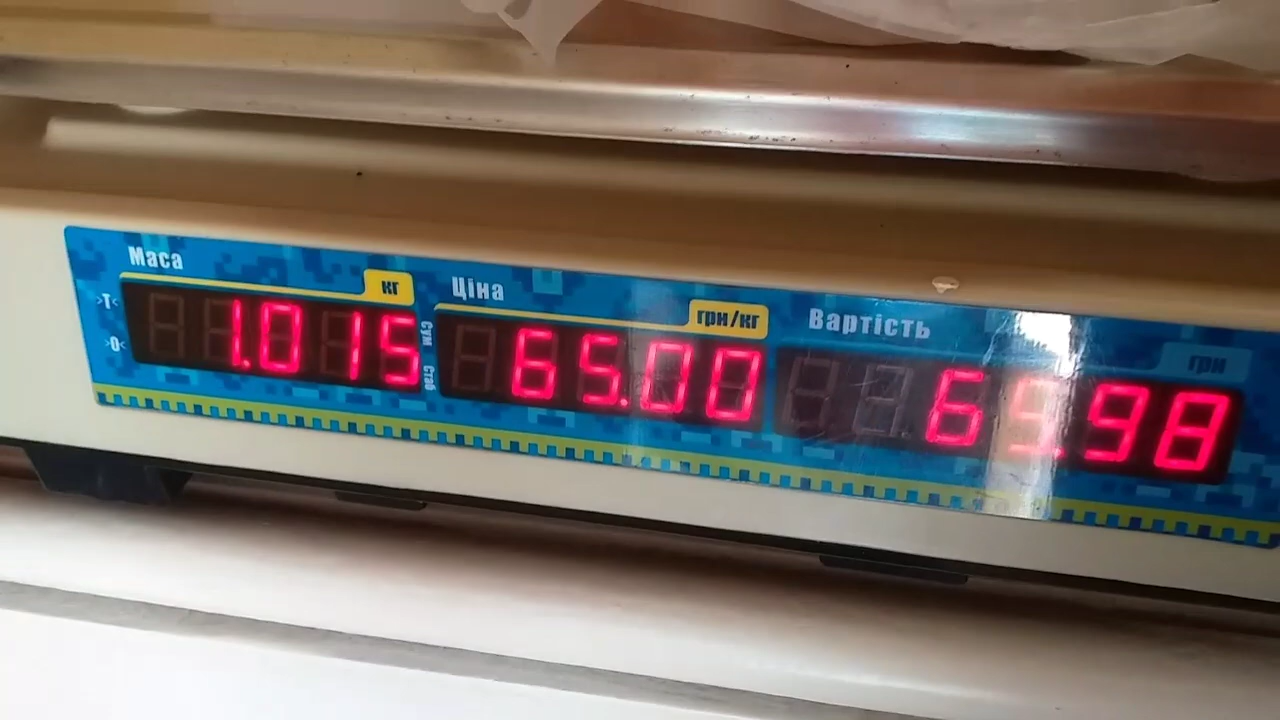 Маса кг
Ціна грн/кг
Вартість грн
>T<
>0<
1.015
Сум
Стаб
65.00
65.98